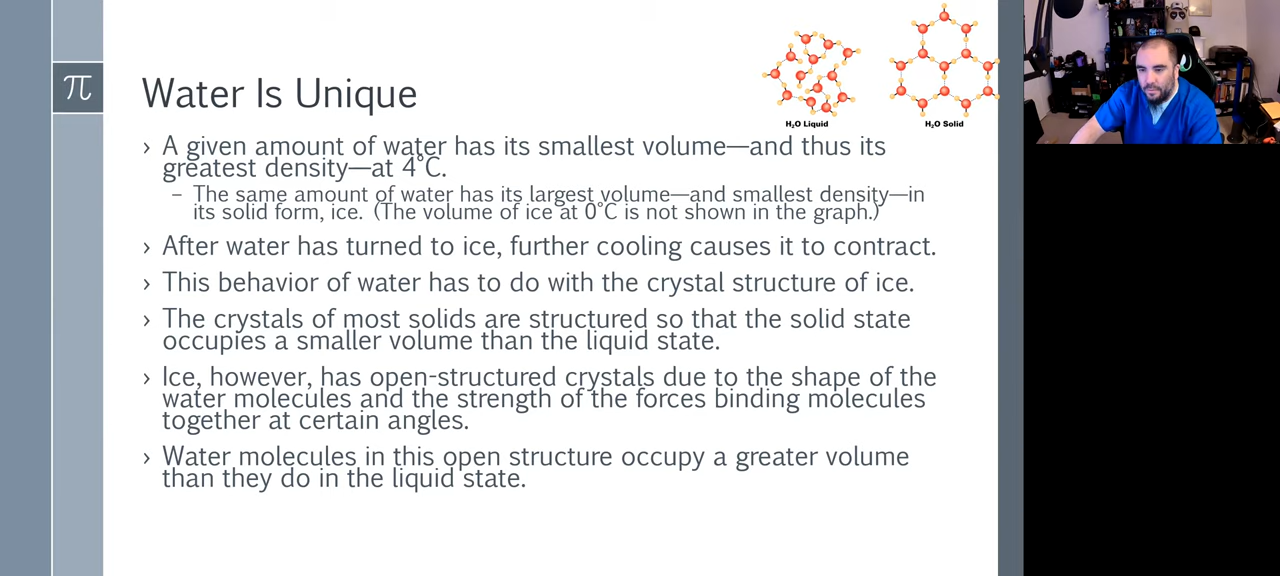 H₂O Liquid
H₂O Solid
π
Water Is Unique
› A given amount of water has its smallest volume—and thus its
greatest density—at 4°C.
– The same amount of water has its largest volume—and smallest density—in
its solid form, ice. (The volume of ice at 0°C is not shown in the graph.)
› After water has turned to ice, further cooling causes it to contract.
› This behavior of water has to do with the crystal structure of ice.
› The crystals of most solids are structured so that the solid state
occupies a smaller volume than the liquid state.
› Ice, however, has open-structured crystals due to the shape of the
water molecules and the strength of the forces binding molecules
together at certain angles.
› Water molecules in this open structure occupy a greater volume
than they do in the liquid state.